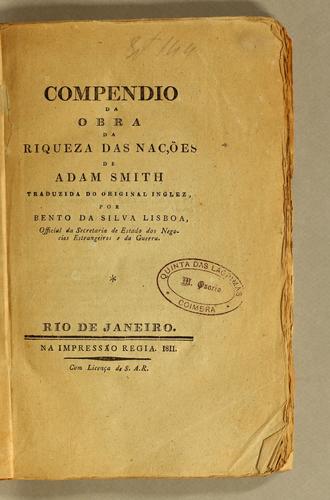 COMPENDIO
DA
OBRA
DA
RIQUEZA DAS NAÇÕES
DE
ADAM SMITH
TRADUZIDA DO ORIGINAL INGLEZ,
POR
BENTO DA SILVA LISBOA,
Official da Secretaria de Estado dos Nego-
cios Estrangeiros e da Guerra.
*
QUINTA DAS LAGRIMAS
M. Osorio
COIMBRA
RIO DE JANEIRO.
NA IMPRESSÃO REGIA. 1811.
Com Licença de S. A. R.